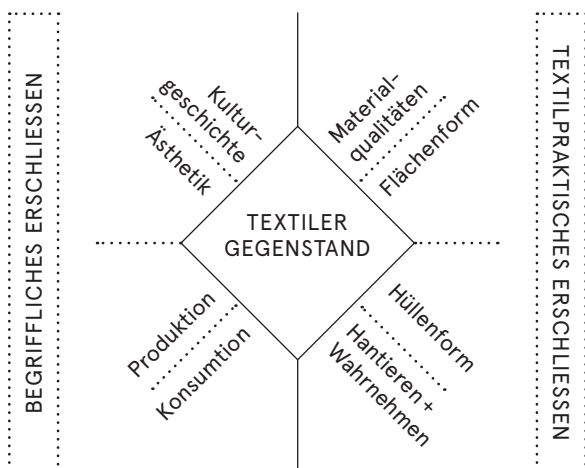 BEGRIFFLICHES ERSCHLIESSEN
Kultur-
geschichte
Ästhetik
Material-
qualitäten
Flächenform
TEXTILER
GEGENSTAND
Produktion
Konsumtion
Hüllenform
Hantieren +
Wahrnehmen
TEXTILPRAKTISCHES ERSCHLIESSEN